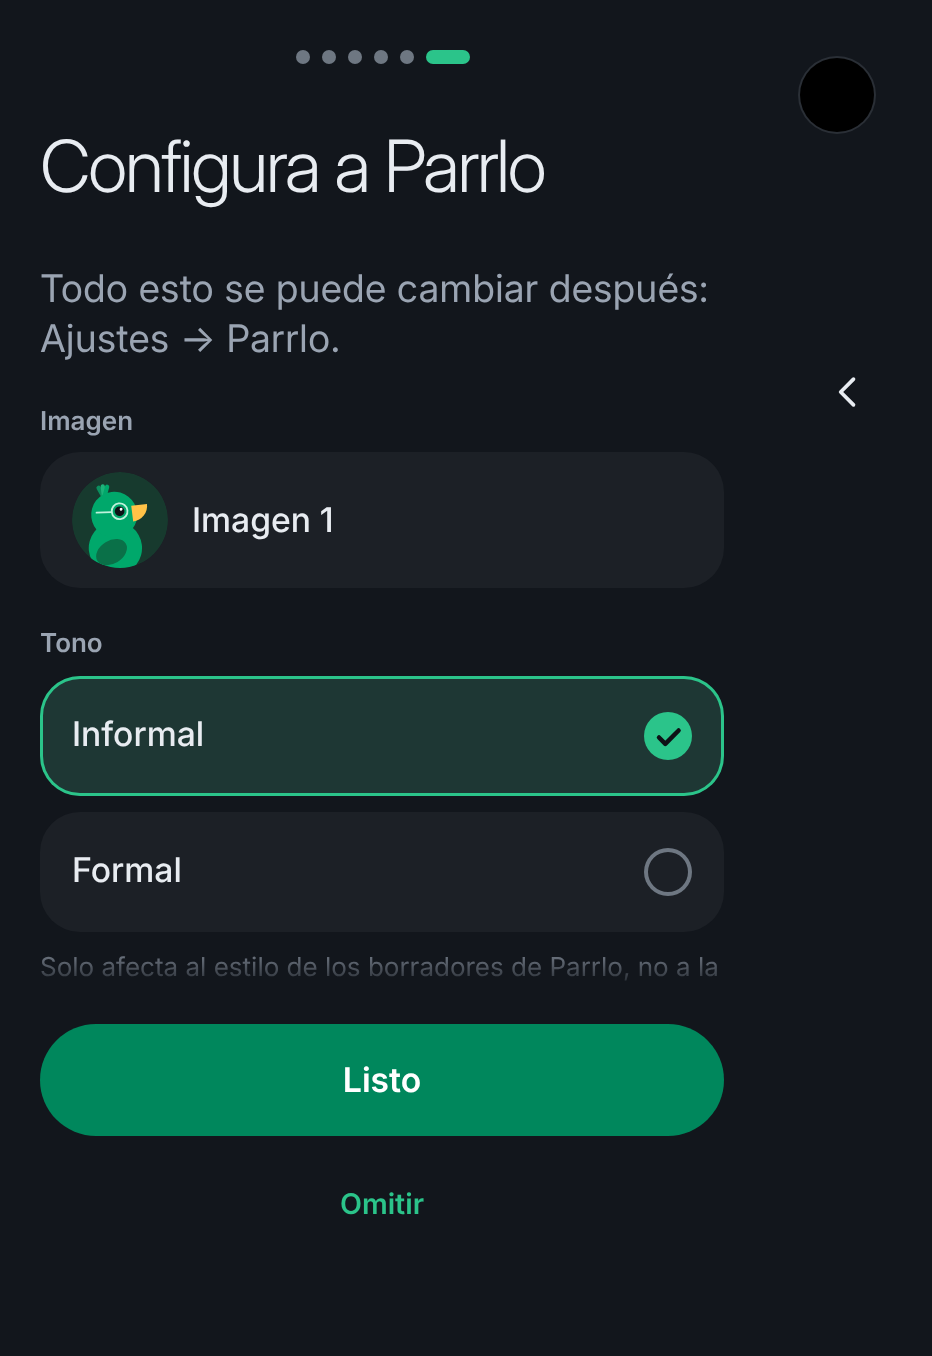 Configura a Parrlo
Todo esto se puede cambiar después:
Ajustes → Parrlo.
Imagen
Imagen 1
Tono
Informal
Formal
Solo afecta al estilo de los borradores de Parrlo, no a la
Listo
Omitir